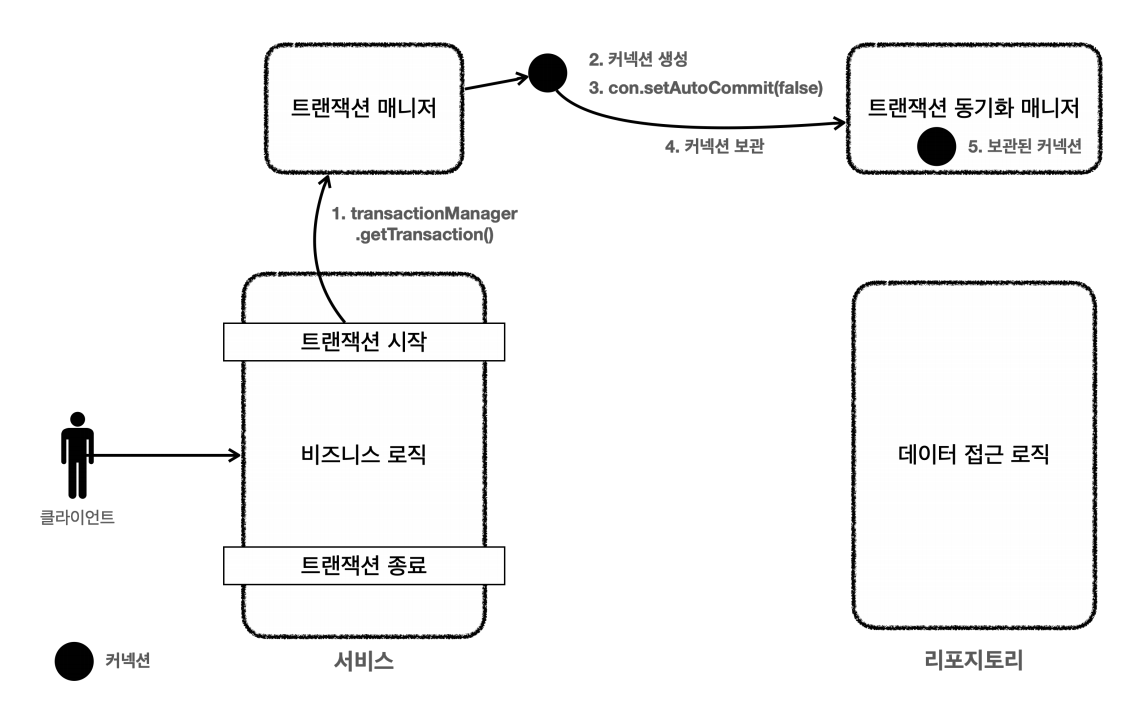 트랜잭션 매니저
2. 커넥션 생성
3. con.setAutoCommit(false)
4. 커넥션 보관
트랜잭션 동기화 매니저
5. 보관된 커넥션
1. transactionManager
.getTransaction()
트랜잭션 시작
비즈니스 로직
트랜잭션 종료
데이터 접근 로직
클라이언트
커넥션
서비스
리포지토리